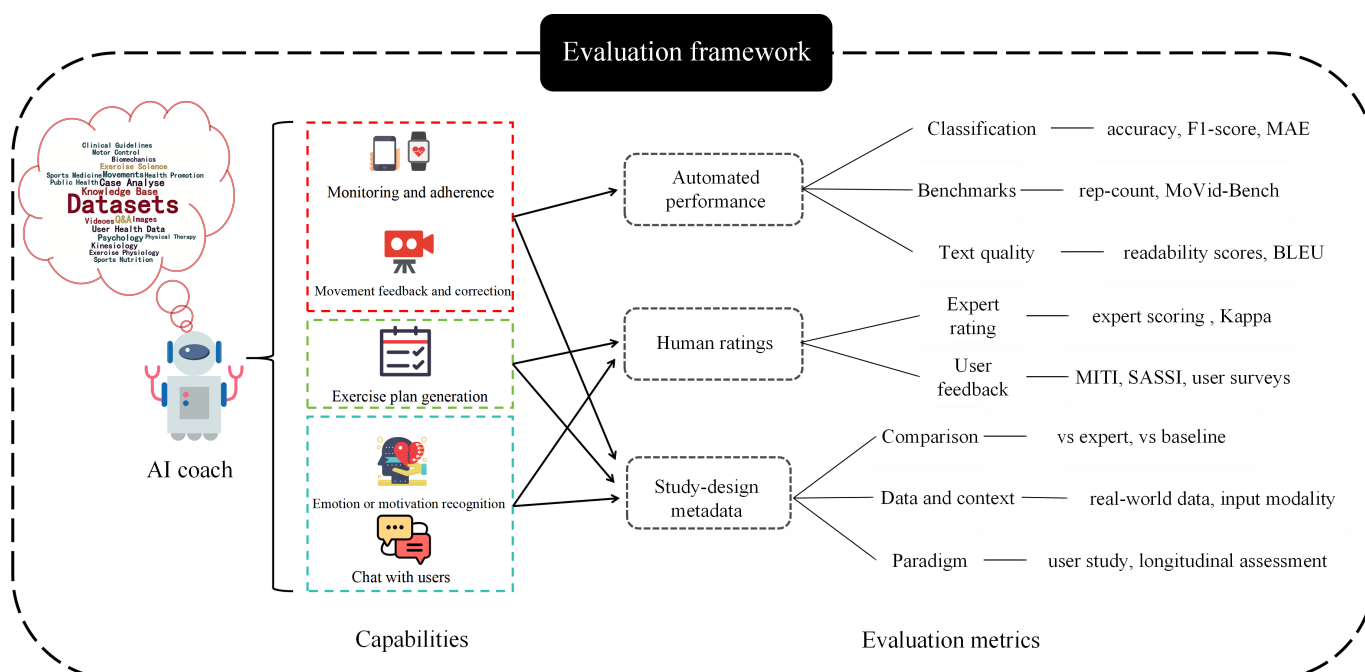 Evaluation framework
Clinical Guidelines
Motor Control
Biomechanics
Exercise Science
Sports Medicine Movements Health Promotion
Public Health Case Analyse
Knowledge Base
Datasets
Videoes Q&A Images
User Health Data
Psychology Physical Therapy
Kinesiology
Exercise Physiology
Sports Nutrition
AI coach
Monitoring and adherence
Movement feedback and correction
Exercise plan generation
Emotion or motivation recognition
Chat with users
Capabilities
Automated
performance
Human ratings
Study-design
metadata
Classification
accuracy, F1-score, MAE
Benchmarks
rep-count, MoVid-Bench
Text quality
readability scores, BLEU
Expert
rating
expert scoring , Kappa
User
feedback
MITI, SASSI, user surveys
Comparison
vs expert, vs baseline
Data and context
real-world data, input modality
Paradigm
user study, longitudinal assessment
Evaluation metrics